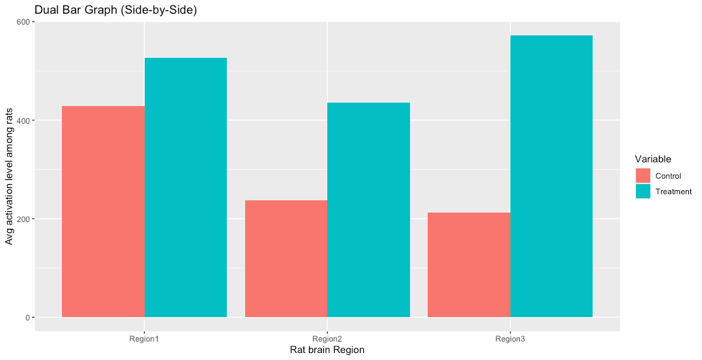 Dual Bar Graph (Side-by-Side)
Avg activation level among rats
600
400
200
0
Region1
Region2
Region3
Rat brain Region
Variable
Control
Treatment